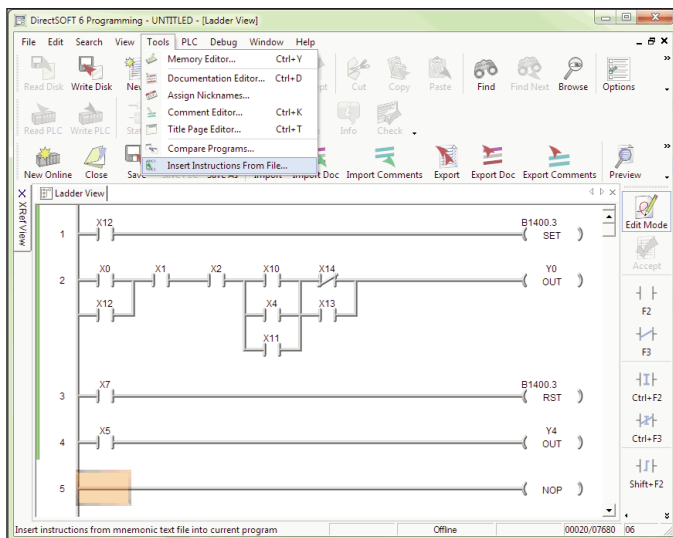 DirectSOFT 6 Programming - UNTITLED - [Ladder View]
File Edit Search View Tools PLC Debug Window Help
Memory Editor... Ctrl+Y
Documentation Editor... Ctrl+D
Assign Nicknames...
Comment Editor... Ctrl+K
Title Page Editor... Ctrl+T
Compare Programs...
Insert Instructions From File...
Read Disk Write Disk Cut Copy Paste Find Find Next Browse Options
Read PLC Write PLC Info Check
New Online Close Save Import Comments Export Export Doc Export Comments Preview
XRef View
Ladder View
Edit Mode
Accept
F2
F3
Ctrl+F2
Ctrl+F3
Shift+F2
1 X12 B1400.3
SET
2 X0 X1 X2 X10 X14 Y0
OUT
X12 X4 X13
X11
3 X7 B1400.3
RST
4 X5 Y4
OUT
5 NOP
Insert instructions from mnemonic text file into current program Offline 00020/07680 06